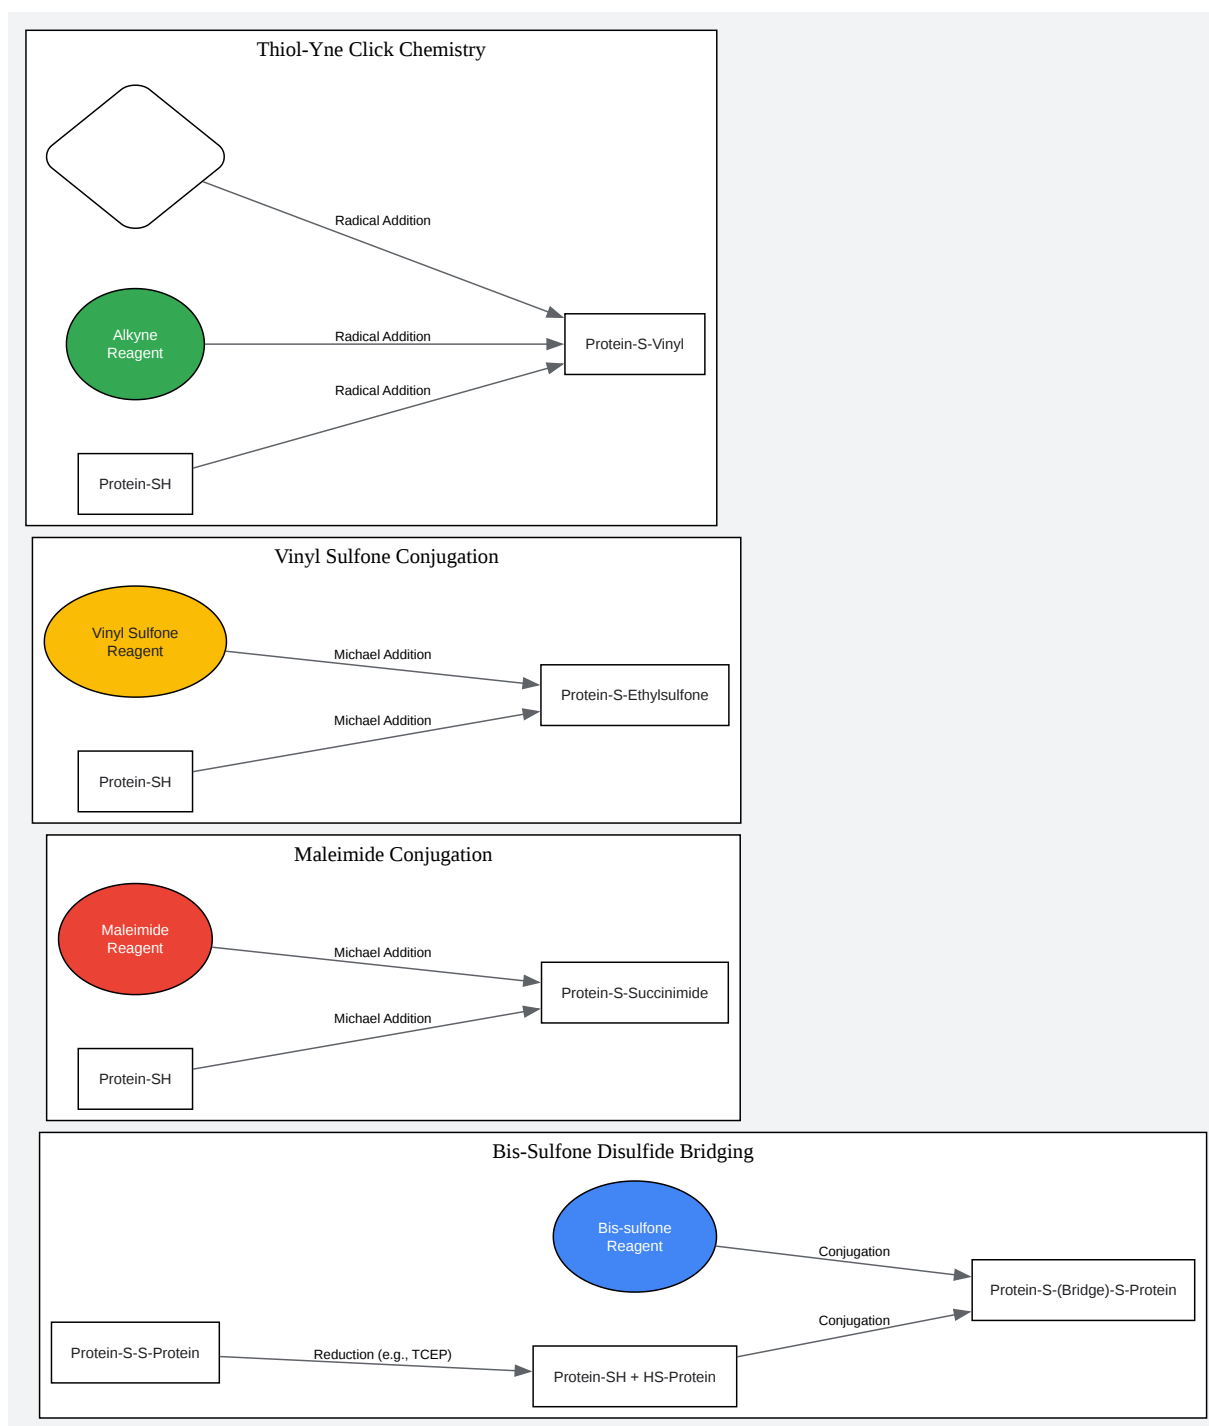 Thiol-Yne Click Chemistry
Radical Addition
Alkyne
Reagent
Radical Addition
Protein-S-Vinyl
Radical Addition
Protein-SH
Vinyl Sulfone Conjugation
Vinyl Sulfone
Reagent
Michael Addition
Protein-S-Ethylsulfone
Michael Addition
Protein-SH
Maleimide Conjugation
Maleimide
Reagent
Michael Addition
Protein-S-Succinimide
Michael Addition
Protein-SH
Bis-Sulfone Disulfide Bridging
Bis-sulfone
Reagent
Conjugation
Protein-S-(Bridge)-S-Protein
Conjugation
Protein-S-S-Protein
Reduction (e.g., TCEP)
Protein-SH + HS-Protein